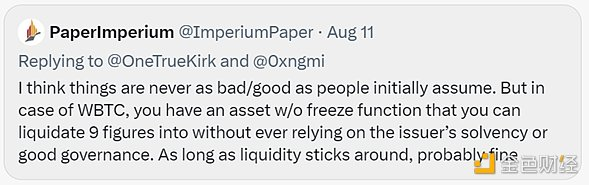 PaperImperium @ImperiumPaper · Aug 11
Replying to @OneTrueKirk and @0xngmi
I think things are never as bad/good as people initially assume. But in
case of WBTC, you have an asset w/o freeze function that you can
liquidate 9 figures into without ever relying on the issuer's solvency or
good governance. As long as liquidity sticks around, probably fine
金色财经